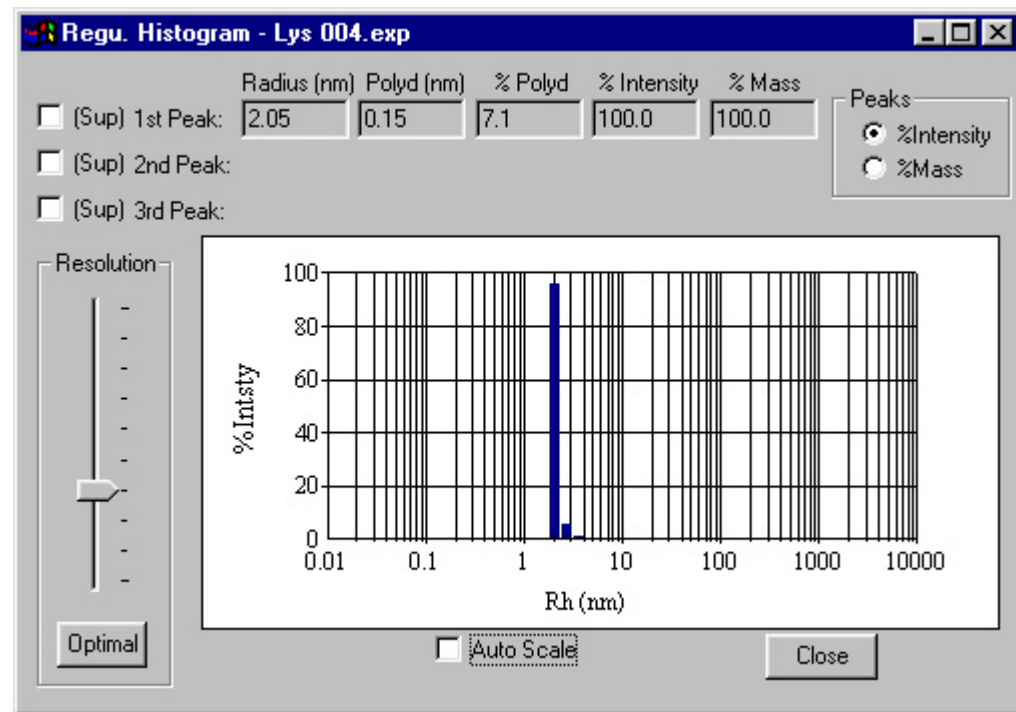 Regu. Histogram - Lys 004.exp
Radius (nm) Polyd (nm) % Polyd % Intensity % Mass
(Sup) 1st Peak: 2.05 0.15 7.1 100.0 100.0
(Sup) 2nd Peak:
(Sup) 3rd Peak:
Peaks
%Intensity
%Mass
Resolution
Optimal
%Intsty
100
80
60
40
20
0
0.01 0.1 1 10 100 1000 10000
Rh (nm)
Auto Scale
Close